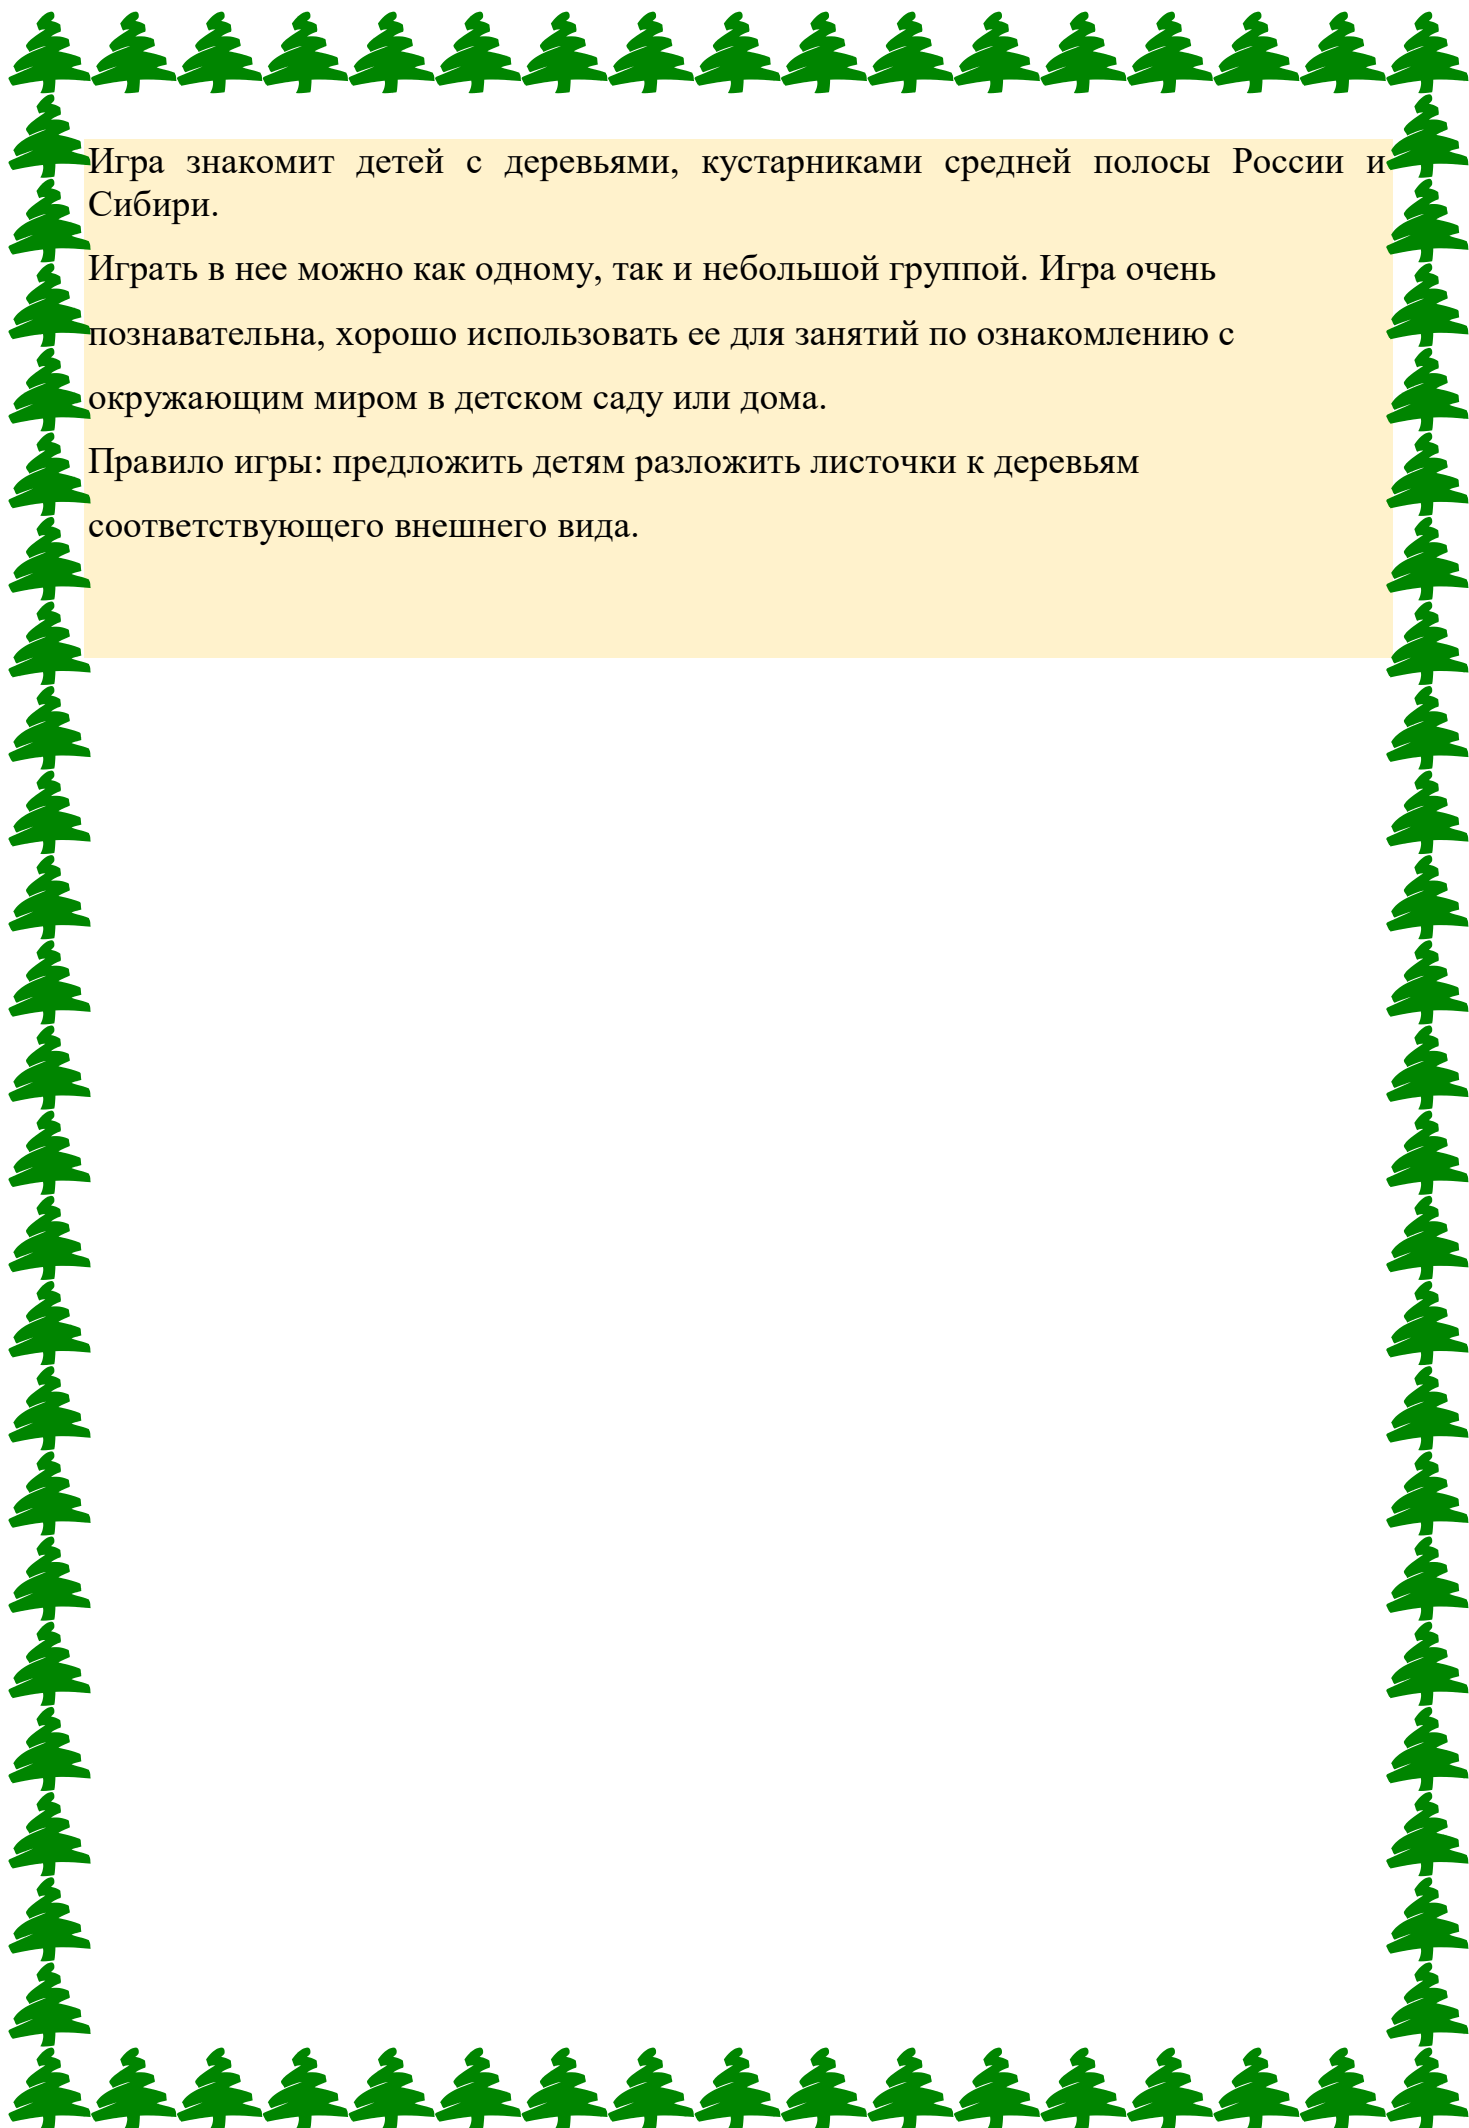 Игра знакомит детей с деревьями, кустарниками средней полосы России и
Сибири.
Играть в нее можно как одному, так и небольшой группой. Игра очень
познавательна, хорошо использовать ее для занятий по ознакомлению с
окружающим миром в детском саду или дома.
Правило игры: предложить детям разложить листочки к деревьям
соответствующего внешнего вида.